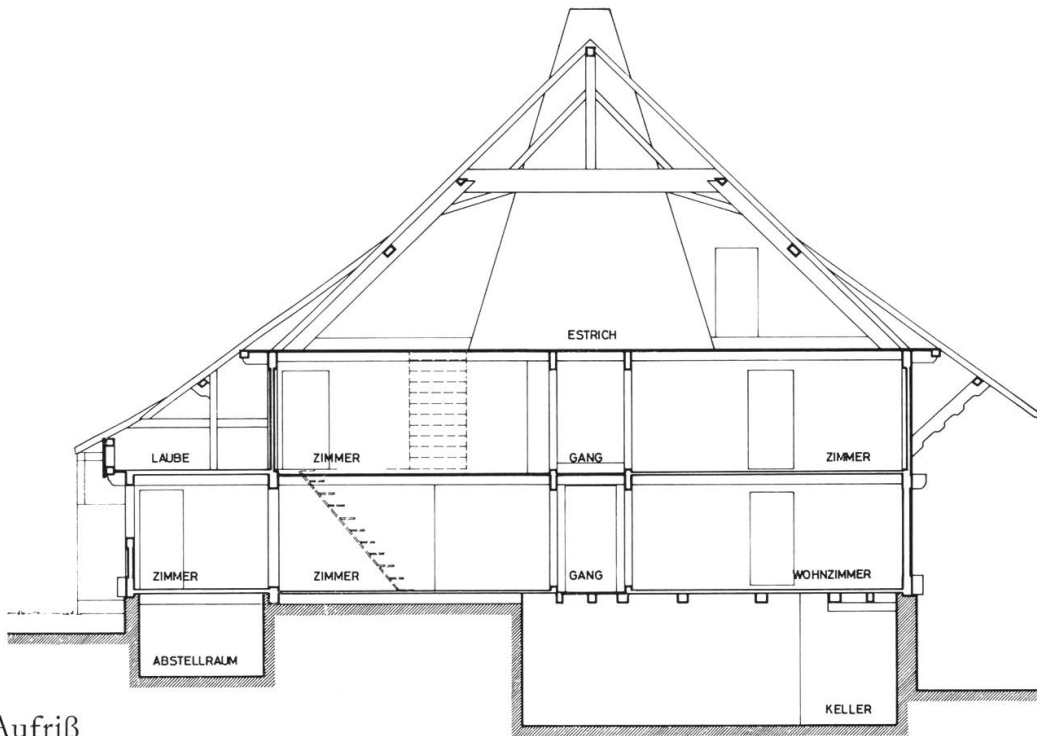 ESTRICH
LAUBE ZIMMER GANG ZIMMER
ZIMMER ZIMMER GANG WOHNZIMMER
ABSTELLRAUM
KELLER
Aufriß